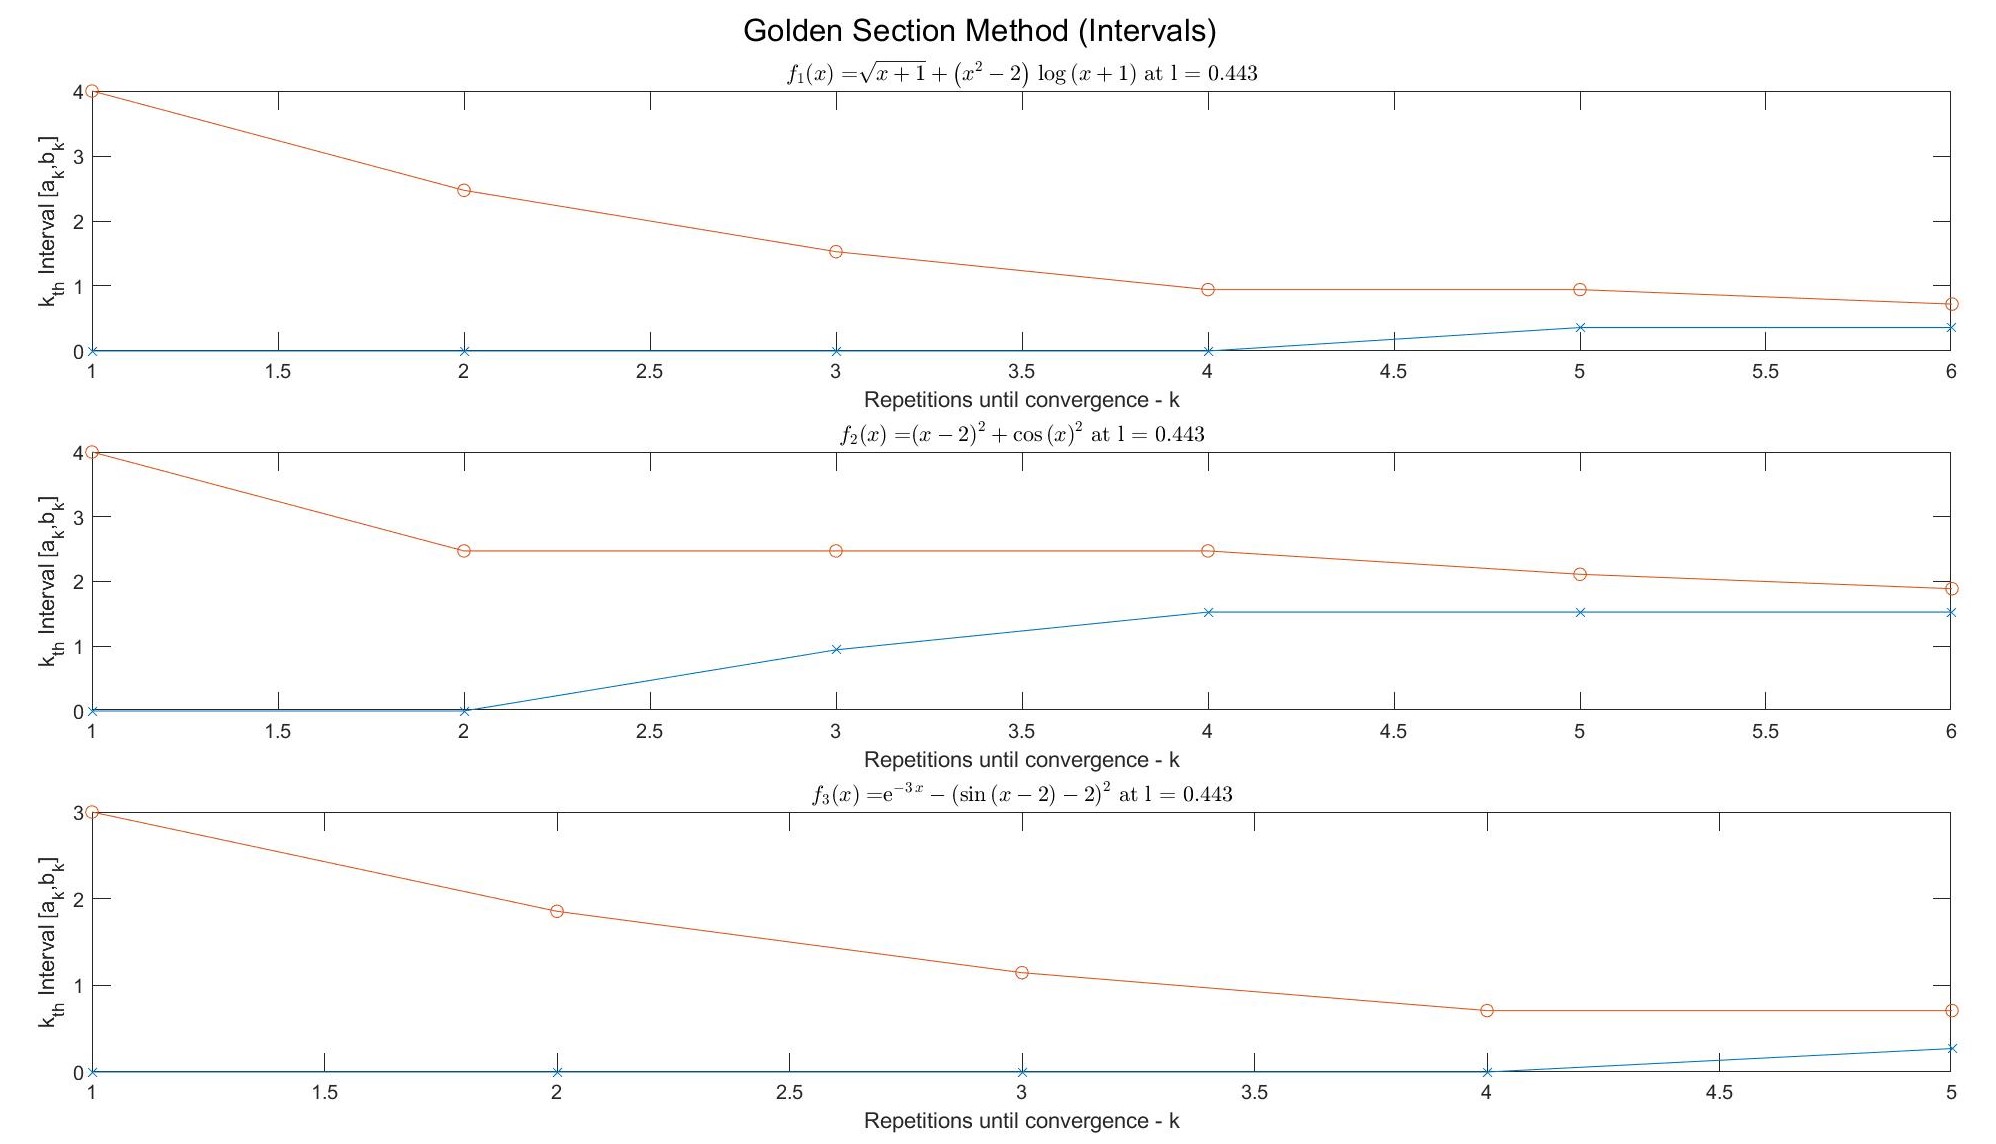 Golden Section Method (Intervals)
f₁(x) =√(x + 1) + (x² − 2) log (x + 1) at l = 0.443
k_th Interval [a_k,b_k]
4
3
2
1
0
1 1.5 2 2.5 3 3.5 4 4.5 5 5.5 6
Repetitions until convergence - k
f₂(x) =(x − 2)² + cos (x)² at l = 0.443
k_th Interval [a_k,b_k]
4
3
2
1
0
1 1.5 2 2.5 3 3.5 4 4.5 5 5.5 6
Repetitions until convergence - k
f₃(x) =e⁻³ˣ − (sin (x − 2) − 2)² at l = 0.443
k_th Interval [a_k,b_k]
3
2
1
0
1 1.5 2 2.5 3 3.5 4 4.5 5
Repetitions until convergence - k